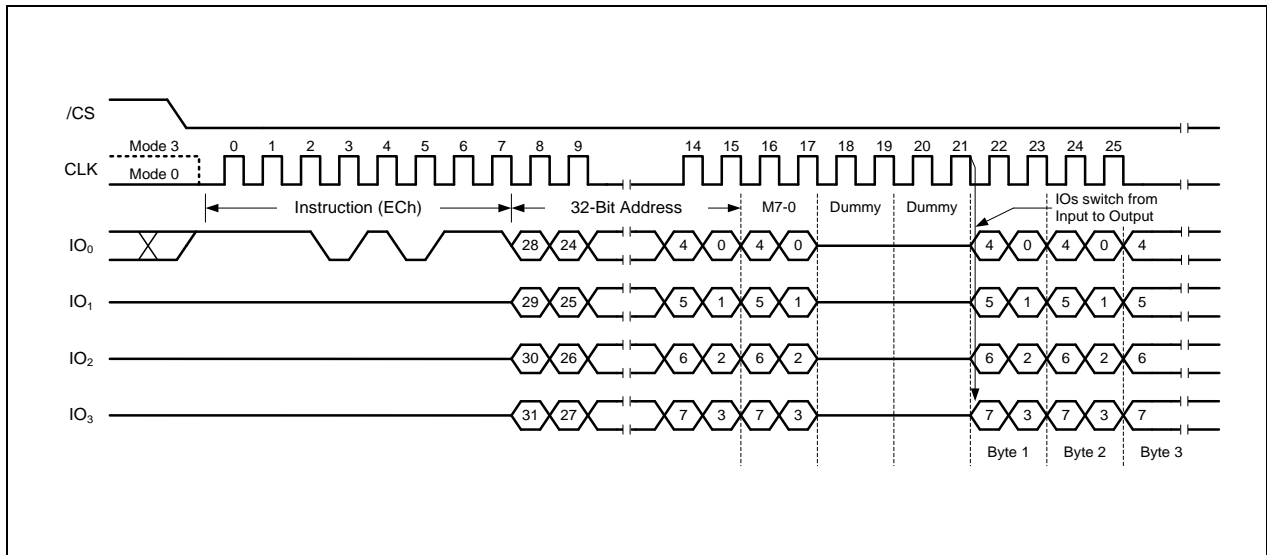 /CS
Mode 3 0 1 2 3 4 5 6 7 8 9 14 15 16 17 18 19 20 21 22 23 24 25
CLK
Mode 0
Instruction (ECh) 32-Bit Address M7-0 Dummy Dummy IOs switch from
Input to Output
IO0 28 24 4 0 4 0 4 0 4 0 4
IO1 29 25 5 1 5 1 5 1 5 1 5
IO2 30 26 6 2 6 2 6 2 6 2 6
IO3 31 27 7 3 7 3 7 3 7 3 7
Byte 1 Byte 2 Byte 3